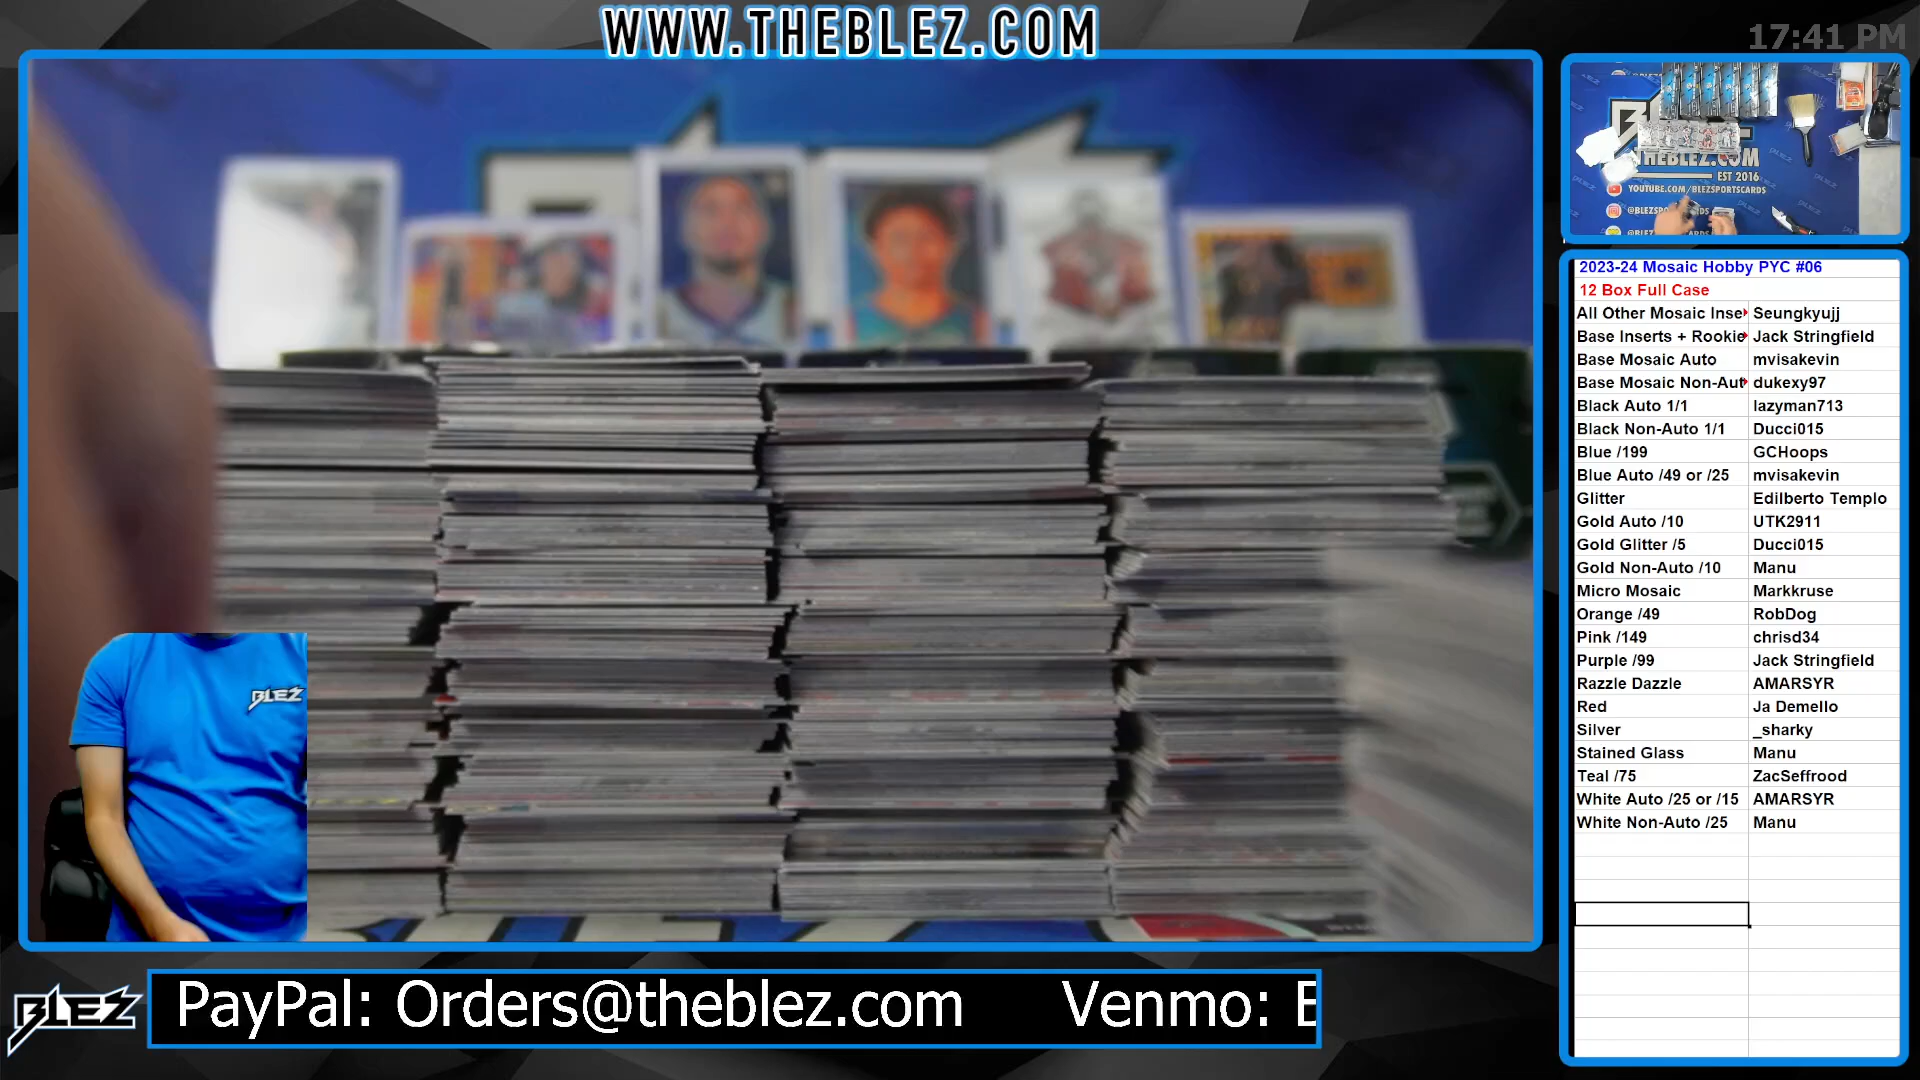 WWW.THEBLEZ.COM
17:41 PM
THEBLEZ.COM
EST 2016
YOUTUBE.COM/BLEZSPORTSCARDS
2023-24 Mosaic Hobby PYC #06
12 Box Full Case
All Other Mosaic Inse Seungkyujj
Base Inserts + Rookie Jack Stringfield
Base Mosaic Auto mvisakevin
Base Mosaic Non-Aut dukexy97
Black Auto 1/1 lazyman713
Black Non-Auto 1/1 Ducci015
Blue /199 GCHoops
Blue Auto /49 or /25 mvisakevin
Glitter Edilberto Templo
Gold Auto /10 UTK2911
Gold Glitter /5 Ducci015
Gold Non-Auto /10 Manu
Micro Mosaic Markkruse
Orange /49 RobDog
Pink /149 chrisd34
Purple /99 Jack Stringfield
Razzle Dazzle AMARSYR
Red Ja Demello
Silver _sharky
Stained Glass Manu
Teal /75 ZacSeffrood
White Auto /25 or /15 AMARSYR
White Non-Auto /25 Manu
BLEZ
BLEZ
PayPal: Orders@theblez.com Venmo: